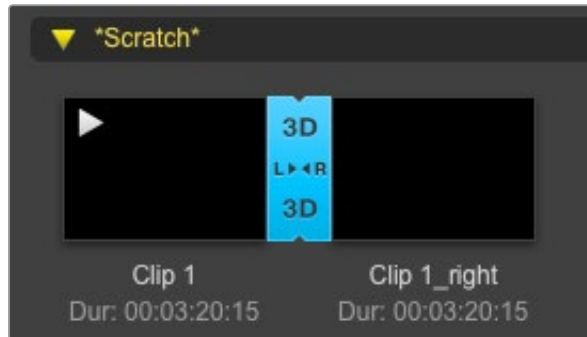 *Scratch*
3D
L R
3D
Clip 1 Clip 1_right
Dur: 00:03:20:15 Dur: 00:03:20:15